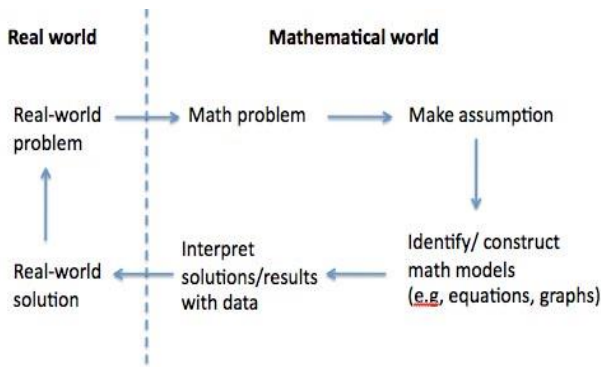 Real world
Mathematical world
Real-world
problem
Math problem
Make assumption
Identify/ construct
math models
(e.g, equations, graphs)
Interpret
solutions/results
with data
Real-world
solution